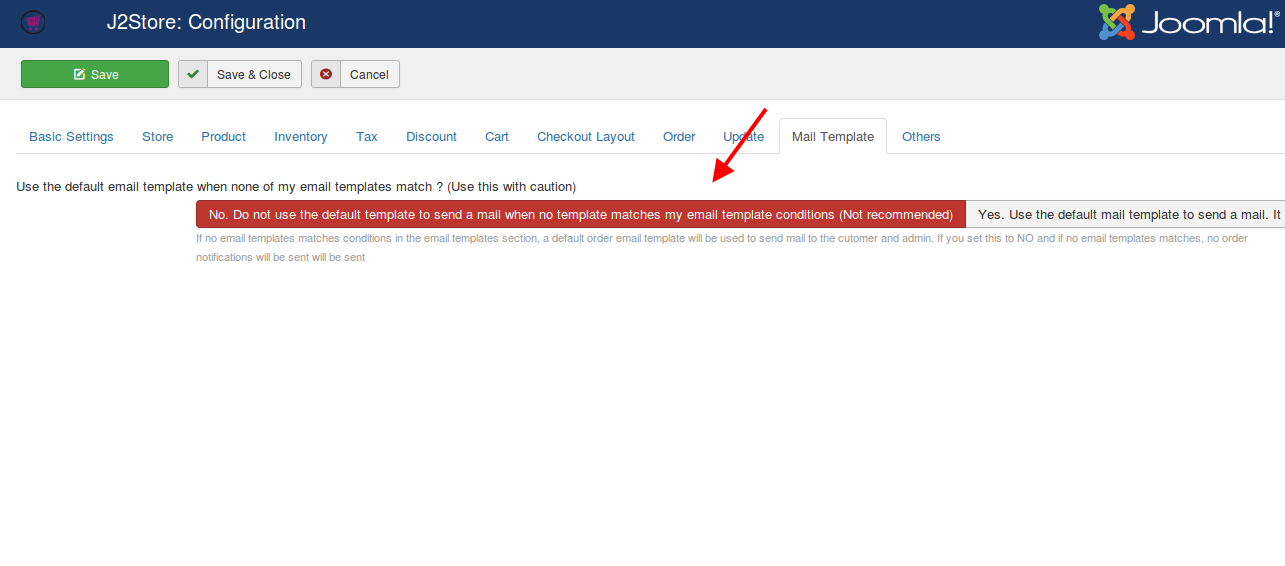 J2Store: Configuration
Joomla!®
Save
Save & Close
Cancel
Basic Settings
Store
Product
Inventory
Tax
Discount
Cart
Checkout Layout
Order
Update
Mail Template
Others
Use the default email template when none of my email templates match ? (Use this with caution)
No. Do not use the default template to send a mail when no template matches my email template conditions (Not recommended)
Yes. Use the default mail template to send a mail. It
If no email templates matches conditions in the email templates section, a default order email template will be used to send mail to the cutomer and admin. If you set this to NO and if no email templates matches, no order
notifications will be sent will be sent